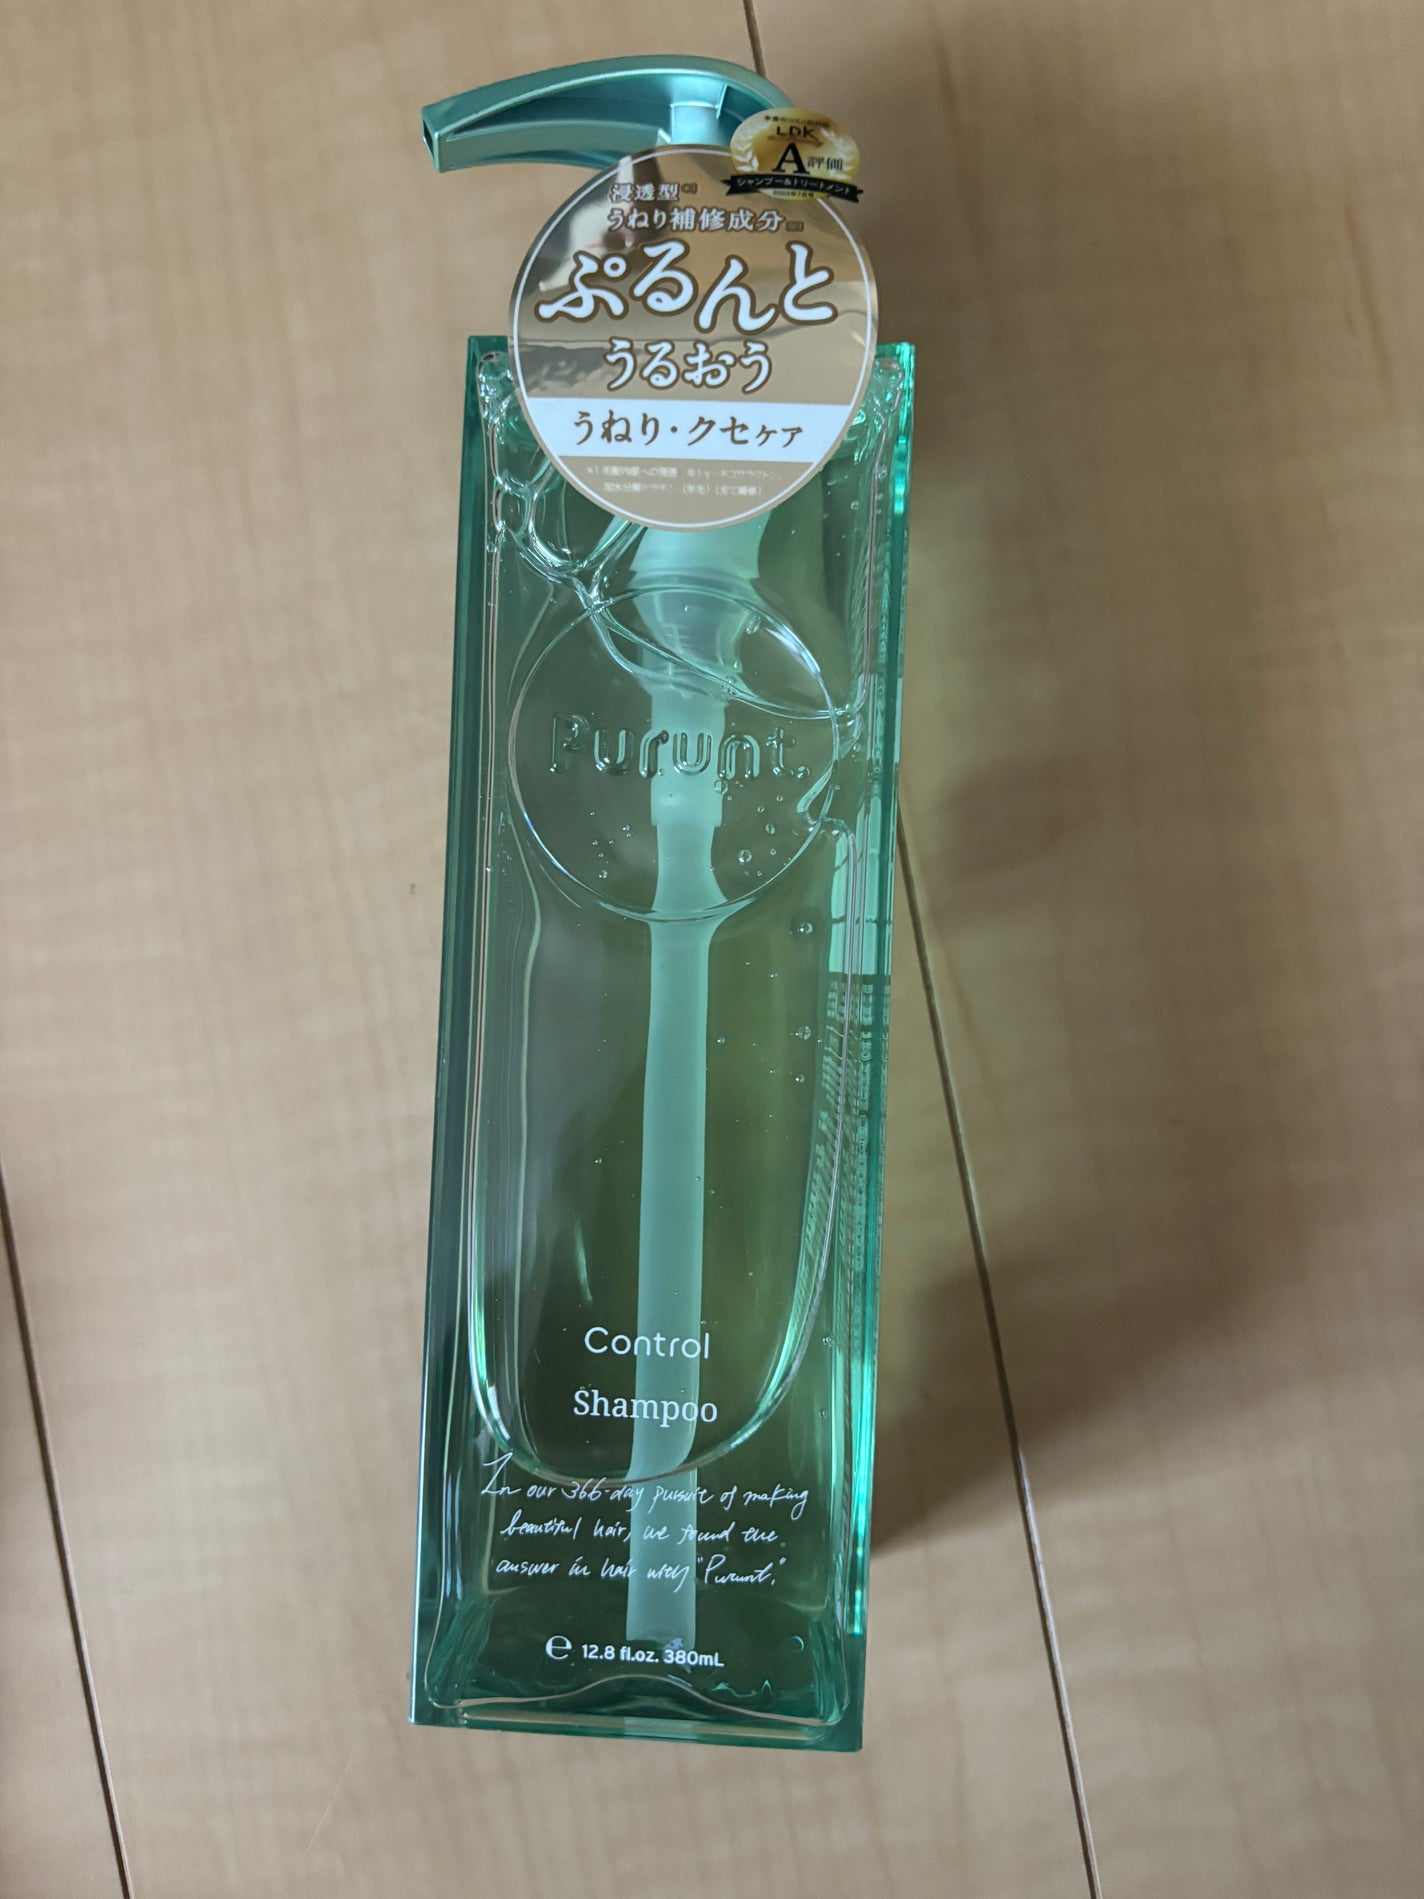 LDK
A評価
シャンプー&トリートメント
浸透型
うねり補修成分
ぷるんと
うるおう
うねり・クセケア
Purunt.
Control
Shampoo
In our 366-day pursuit of making
beautiful hair, we found the
answer in hair with "Purunt."
℮ 12.8 fl.oz. 380mL